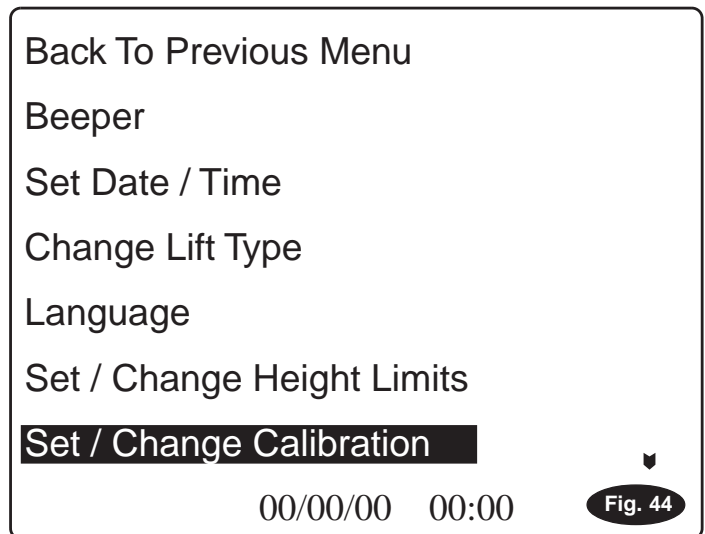 Back To Previous Menu
Beeper
Set Date / Time
Change Lift Type
Language
Set / Change Height Limits
Set / Change Calibration
00/00/00 00:00
Fig. 44